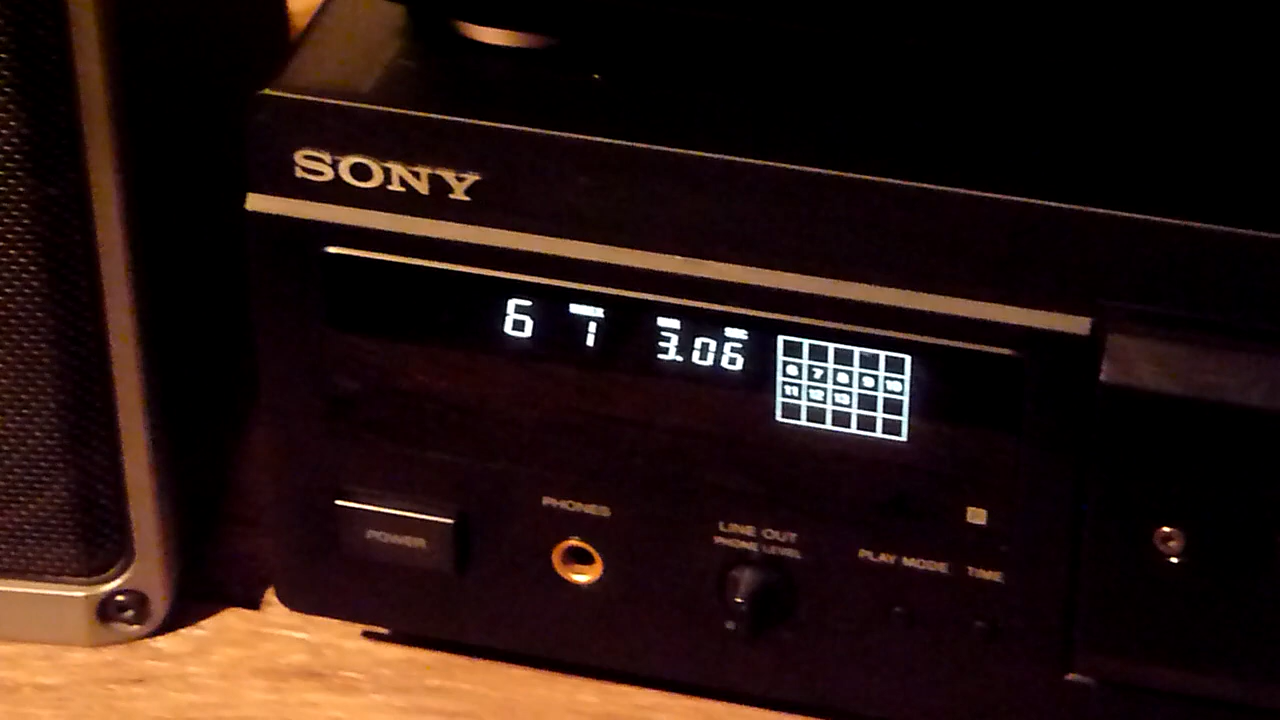 SONY
6 1 3.06
6 7 8 9 10
11 12 13
POWER
PHONES
LINE OUT
PHONE LEVEL
PLAY MODE
TIME